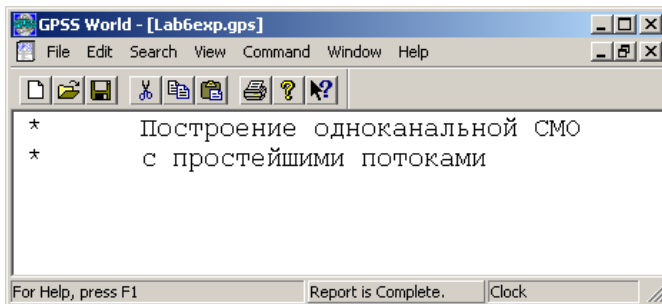 GPSS World - [Lab6exp.gps]
File Edit Search View Command Window Help
* Построение одноканальной СМО
* с простейшими потоками
For Help, press F1 Report is Complete. Clock